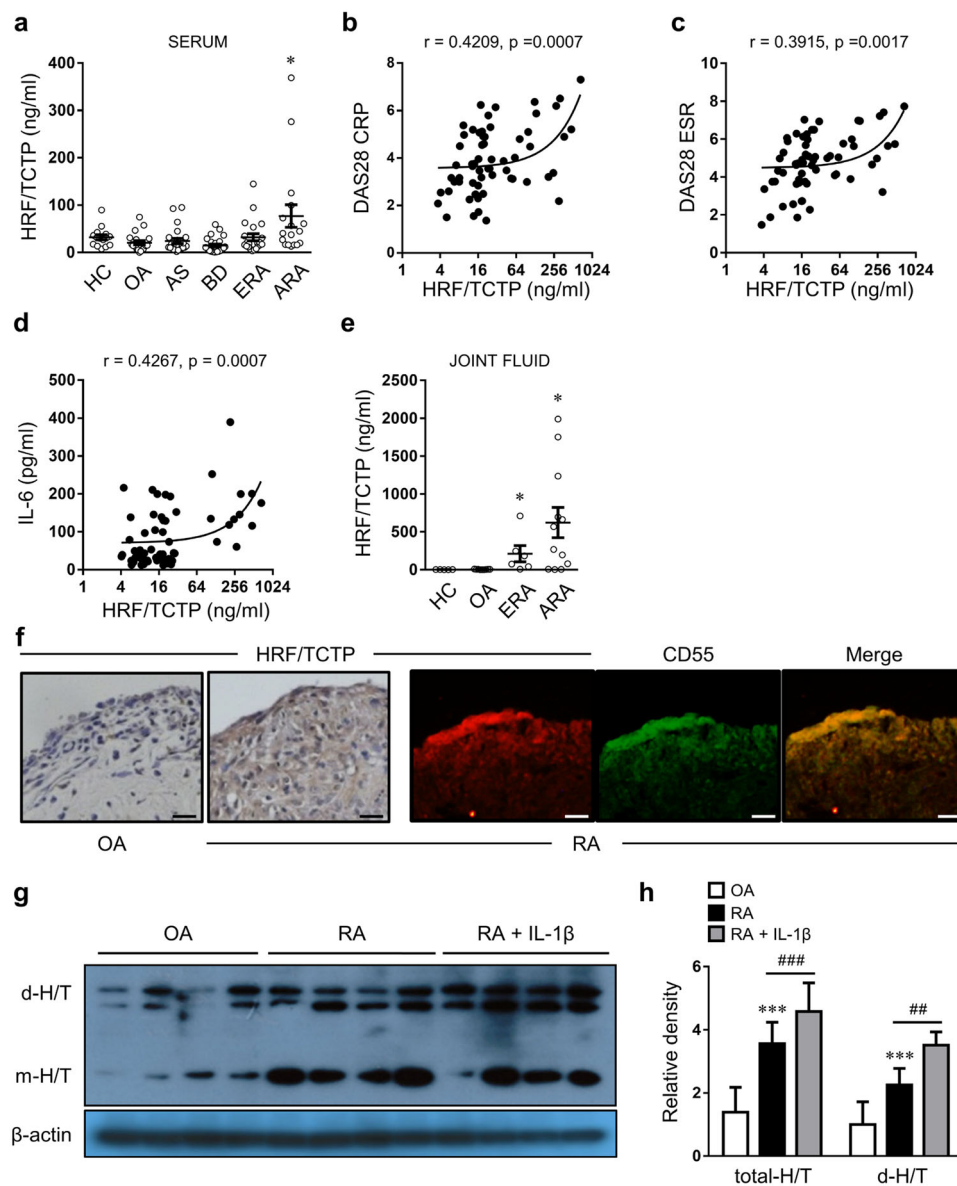 a
SERUM
*
HRF/TCTP (ng/ml)
400
300
200
100
0
HC OA AS BD ERA ARA
b
r = 0.4209, p =0.0007
DAS28 CRP
8
6
4
2
0
1 4 16 64 256 1024
HRF/TCTP (ng/ml)
c
r = 0.3915, p =0.0017
DAS28 ESR
10
8
6
4
2
0
1 4 16 64 256 1024
HRF/TCTP (ng/ml)
d
r = 0.4267, p = 0.0007
IL-6 (pg/ml)
500
400
300
200
100
0
1 4 16 64 256 1024
HRF/TCTP (ng/ml)
e
JOINT FLUID
* *
HRF/TCTP (ng/ml)
2500
2000
1500
1000
500
0
HC OA ERA ARA
f
HRF/TCTP CD55 Merge
OA RA
g
OA RA RA + IL-1β
d-H/T
m-H/T
β-actin
h
OA
RA
RA + IL-1β
Relative density
6
4
2
0
***
###
***
##
total-H/T d-H/T